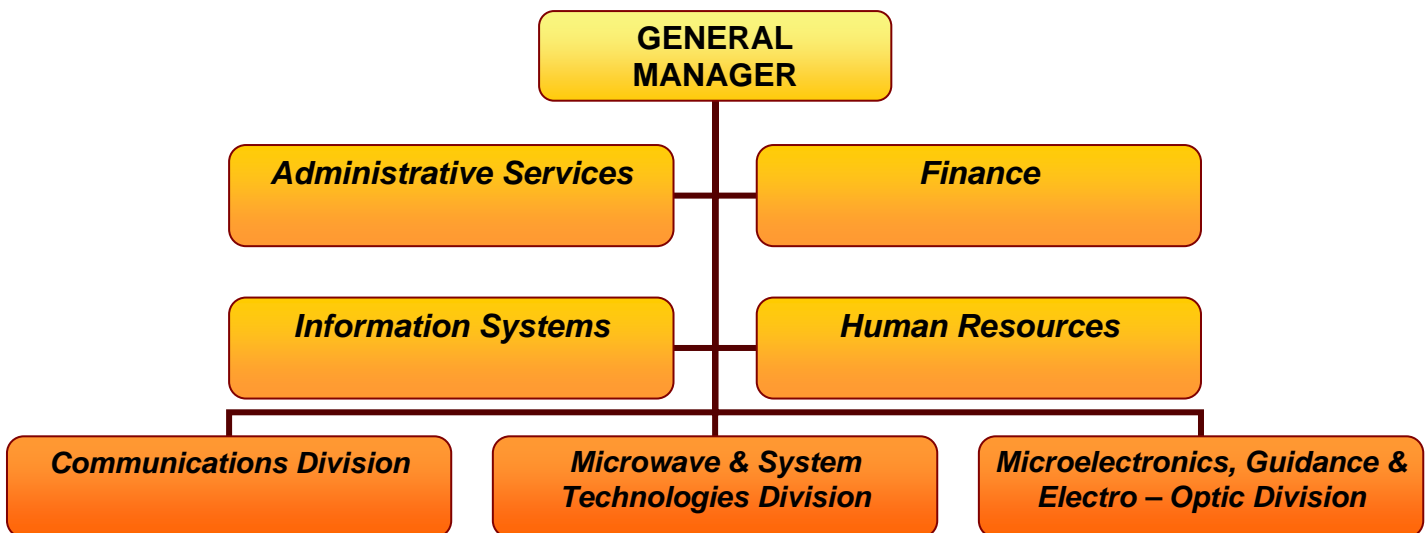 GENERAL
MANAGER
Administrative Services
Finance
Information Systems
Human Resources
Communications Division
Microwave & System
Technologies Division
Microelectronics, Guidance &
Electro – Optic Division